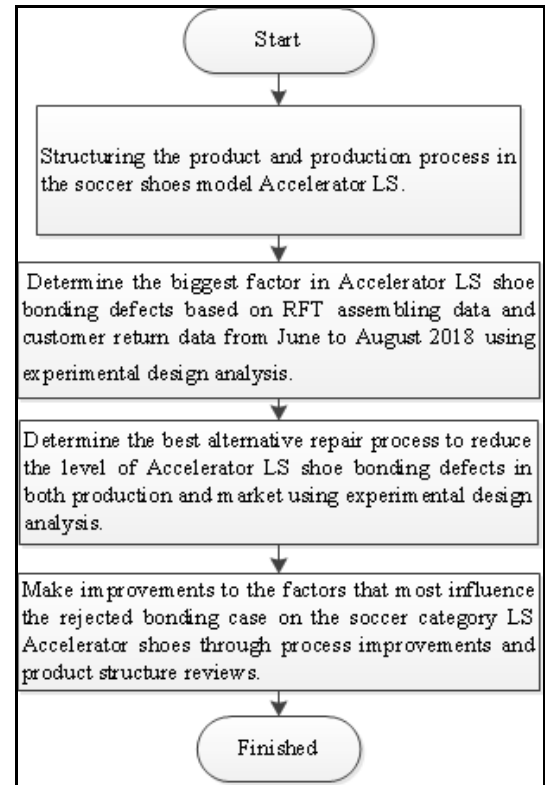 Start
Structuring the product and production process in
the soccer shoes model Accelerator LS.
Determine the biggest factor in Accelerator LS shoe
bonding defects based on RFT assembling data and
customer return data from June to August 2018 using
experimental design analysis.
Determine the best alternative repair process to reduce
the level of Accelerator LS shoe bonding defects in
both production and market using experimental design
analysis.
Make improvements to the factors that most influence
the rejected bonding case on the soccer category LS
Accelerator shoes through process improvements and
product structure reviews.
Finished